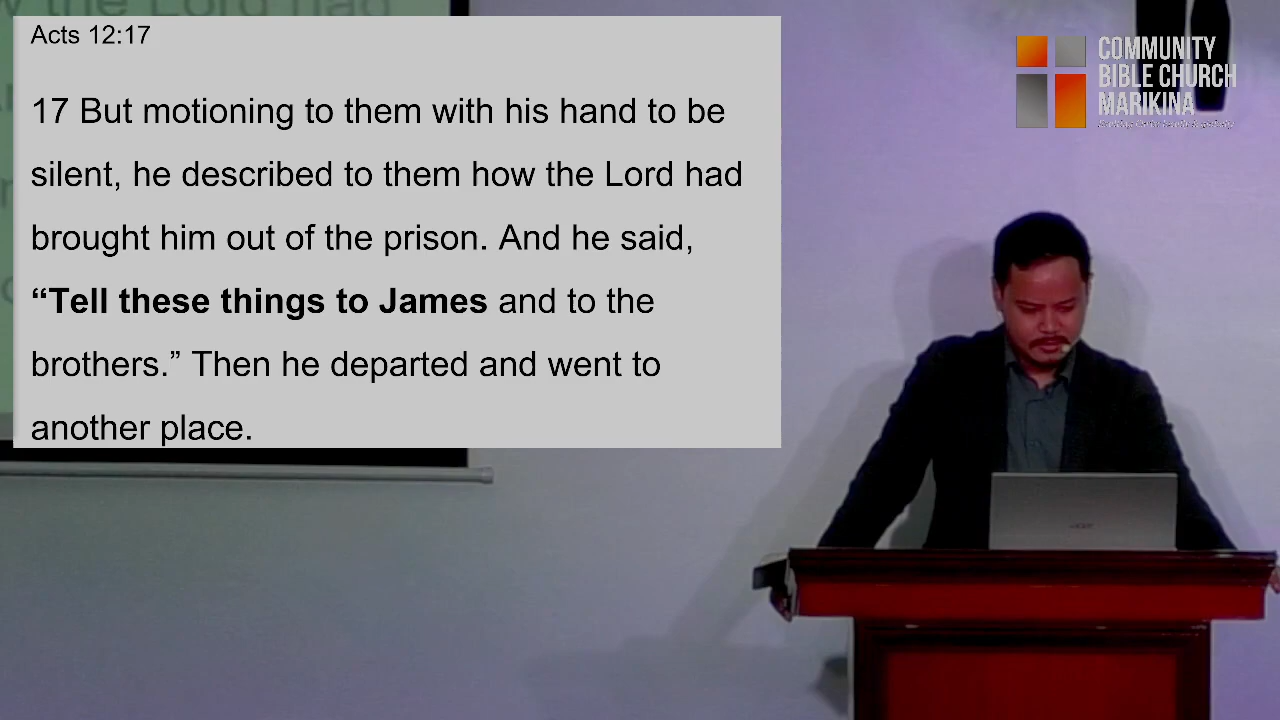 Acts 12:17
17 But motioning to them with his hand to be
silent, he described to them how the Lord had
brought him out of the prison. And he said,
“Tell these things to James and to the
brothers.” Then he departed and went to
another place.
COMMUNITY
BIBLE CHURCH
MARIKINA
acer